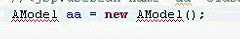 AModel aa = new AModel();